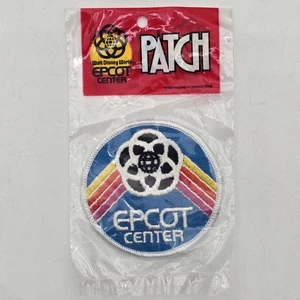 Walt Disney World
EPCOT
CENTER
PATCH
EPCOT
CENTER